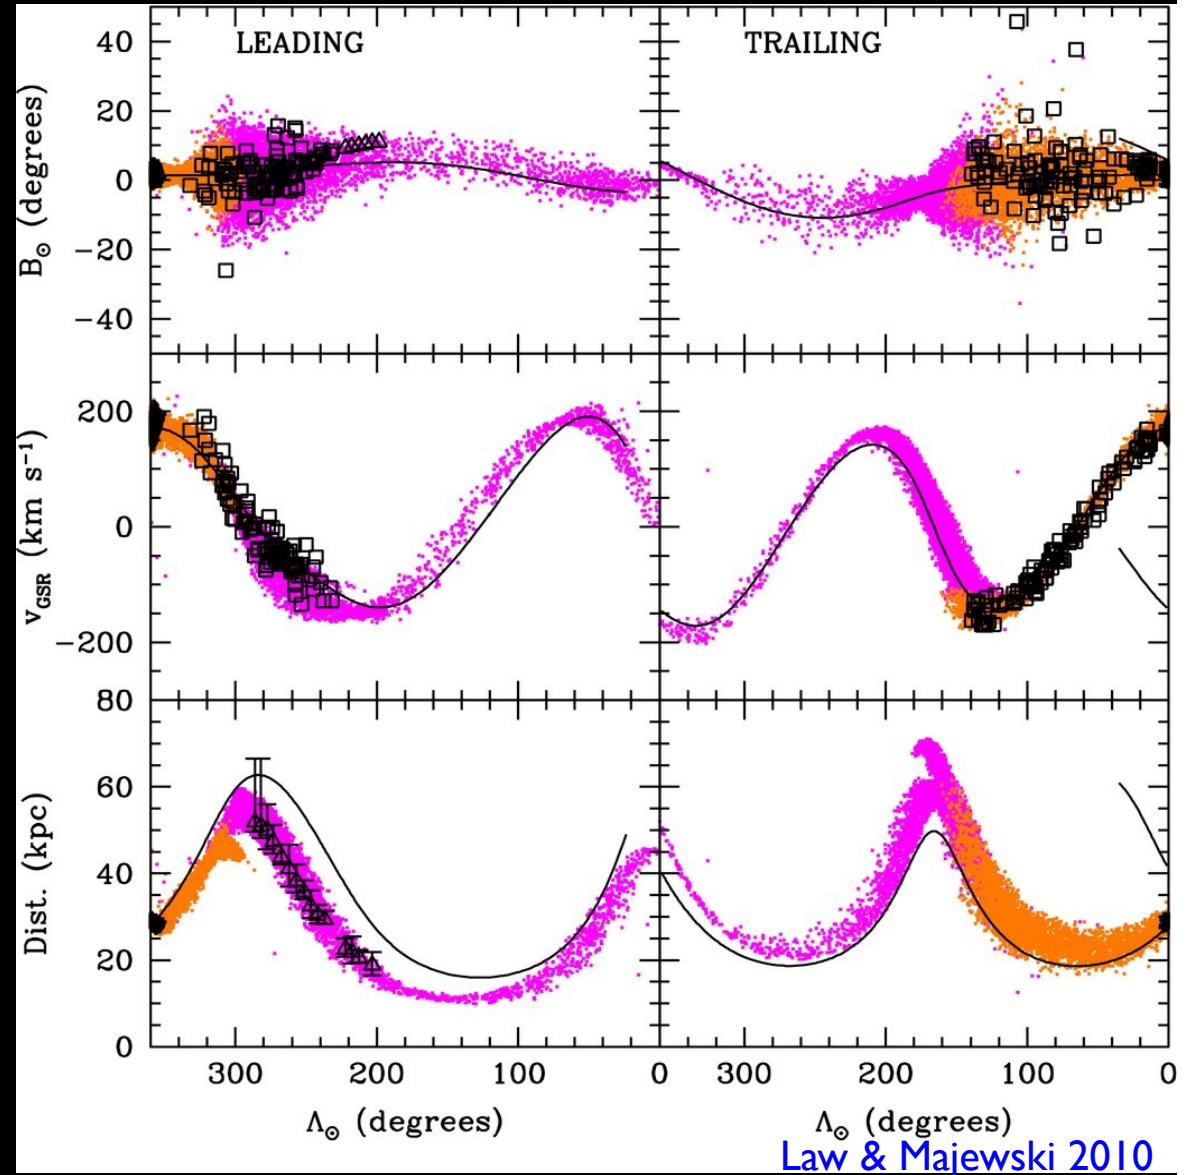 LEADING
TRAILING
B⊙ (degrees)
40
20
0
−20
−40
vGSR (km s−1)
200
0
−200
Dist. (kpc)
80
60
40
20
0
300 200 100 0 300 200 100 0
Λ⊙ (degrees)
Λ⊙ (degrees)
Law & Majewski 2010